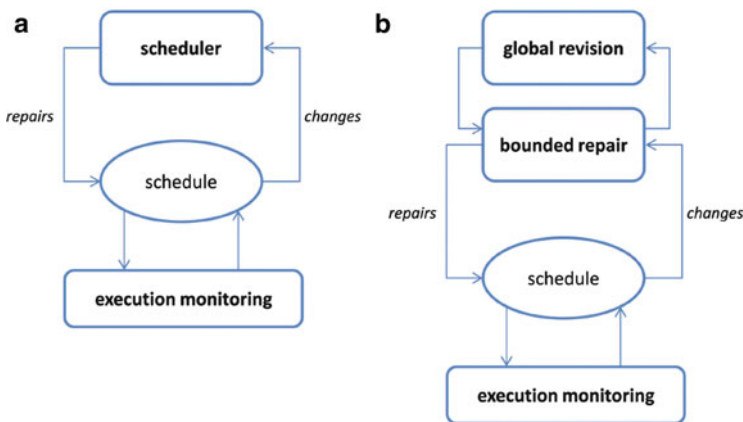 a
scheduler
repairs
changes
schedule
execution monitoring
b
global revision
bounded repair
repairs
changes
schedule
execution monitoring